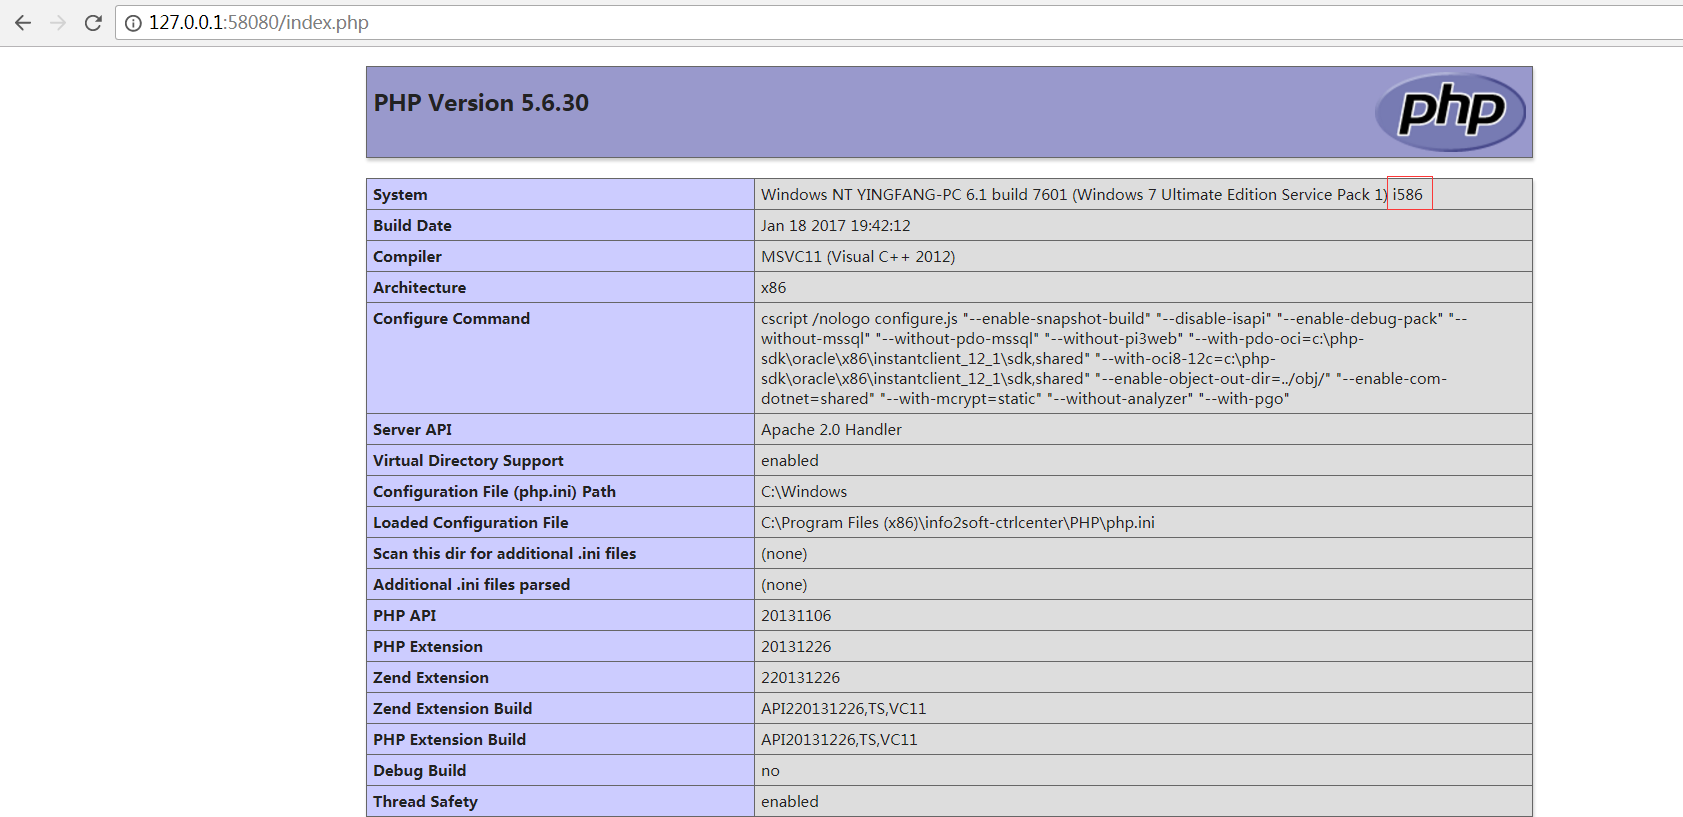 127.0.0.1:58080/index.php
PHP Version 5.6.30
php
System Windows NT YINGFANG-PC 6.1 build 7601 (Windows 7 Ultimate Edition Service Pack 1) i586
Build Date Jan 18 2017 19:42:12
Compiler MSVC11 (Visual C++ 2012)
Architecture x86
Configure Command cscript /nologo configure.js "--enable-snapshot-build" "--disable-isapi" "--enable-debug-pack" "--
without-mssql" "--without-pdo-mssql" "--without-pi3web" "--with-pdo-oci=c:\php-
sdk\oracle\x86\instantclient_12_1\sdk,shared" "--with-oci8-12c=c:\php-
sdk\oracle\x86\instantclient_12_1\sdk,shared" "--enable-object-out-dir=../obj/" "--enable-com-
dotnet=shared" "--with-mcrypt=static" "--without-analyzer" "--with-pgo"
Server API Apache 2.0 Handler
Virtual Directory Support enabled
Configuration File (php.ini) Path C:\Windows
Loaded Configuration File C:\Program Files (x86)\info2soft-ctrlcenter\PHP\php.ini
Scan this dir for additional .ini files (none)
Additional .ini files parsed (none)
PHP API 20131106
PHP Extension 20131226
Zend Extension 220131226
Zend Extension Build API220131226,TS,VC11
PHP Extension Build API20131226,TS,VC11
Debug Build no
Thread Safety enabled